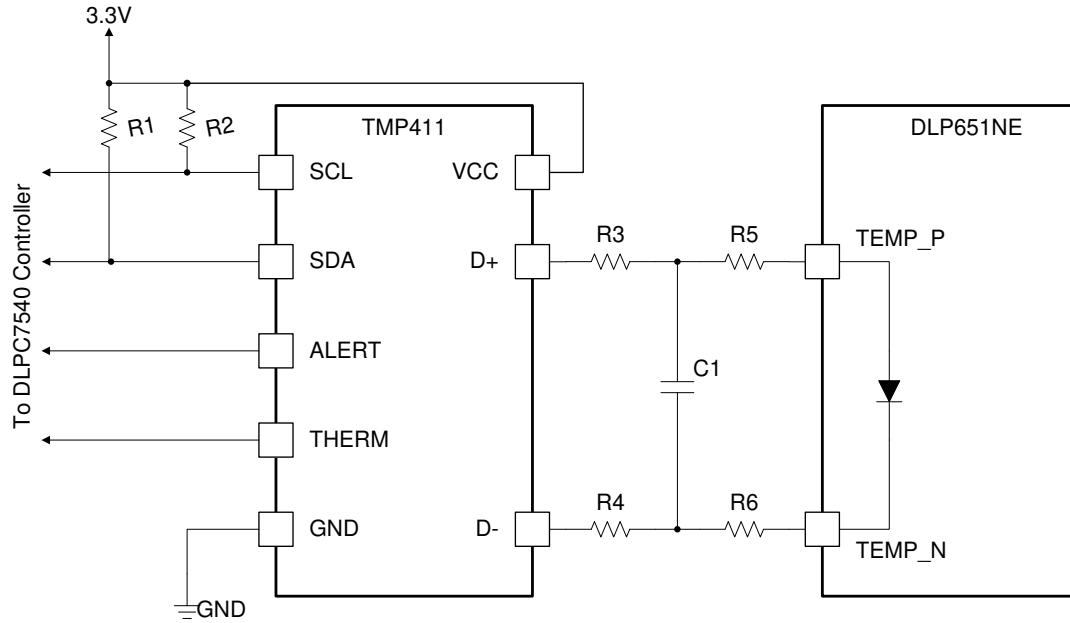 3.3V
R1
R2
TMP411
DLP651NE
SCL
VCC
R3
R5
TEMP_P
SDA
D+
To DLPC7540 Controller
ALERT
C1
THERM
R4
R6
GND
D-
TEMP_N
GND